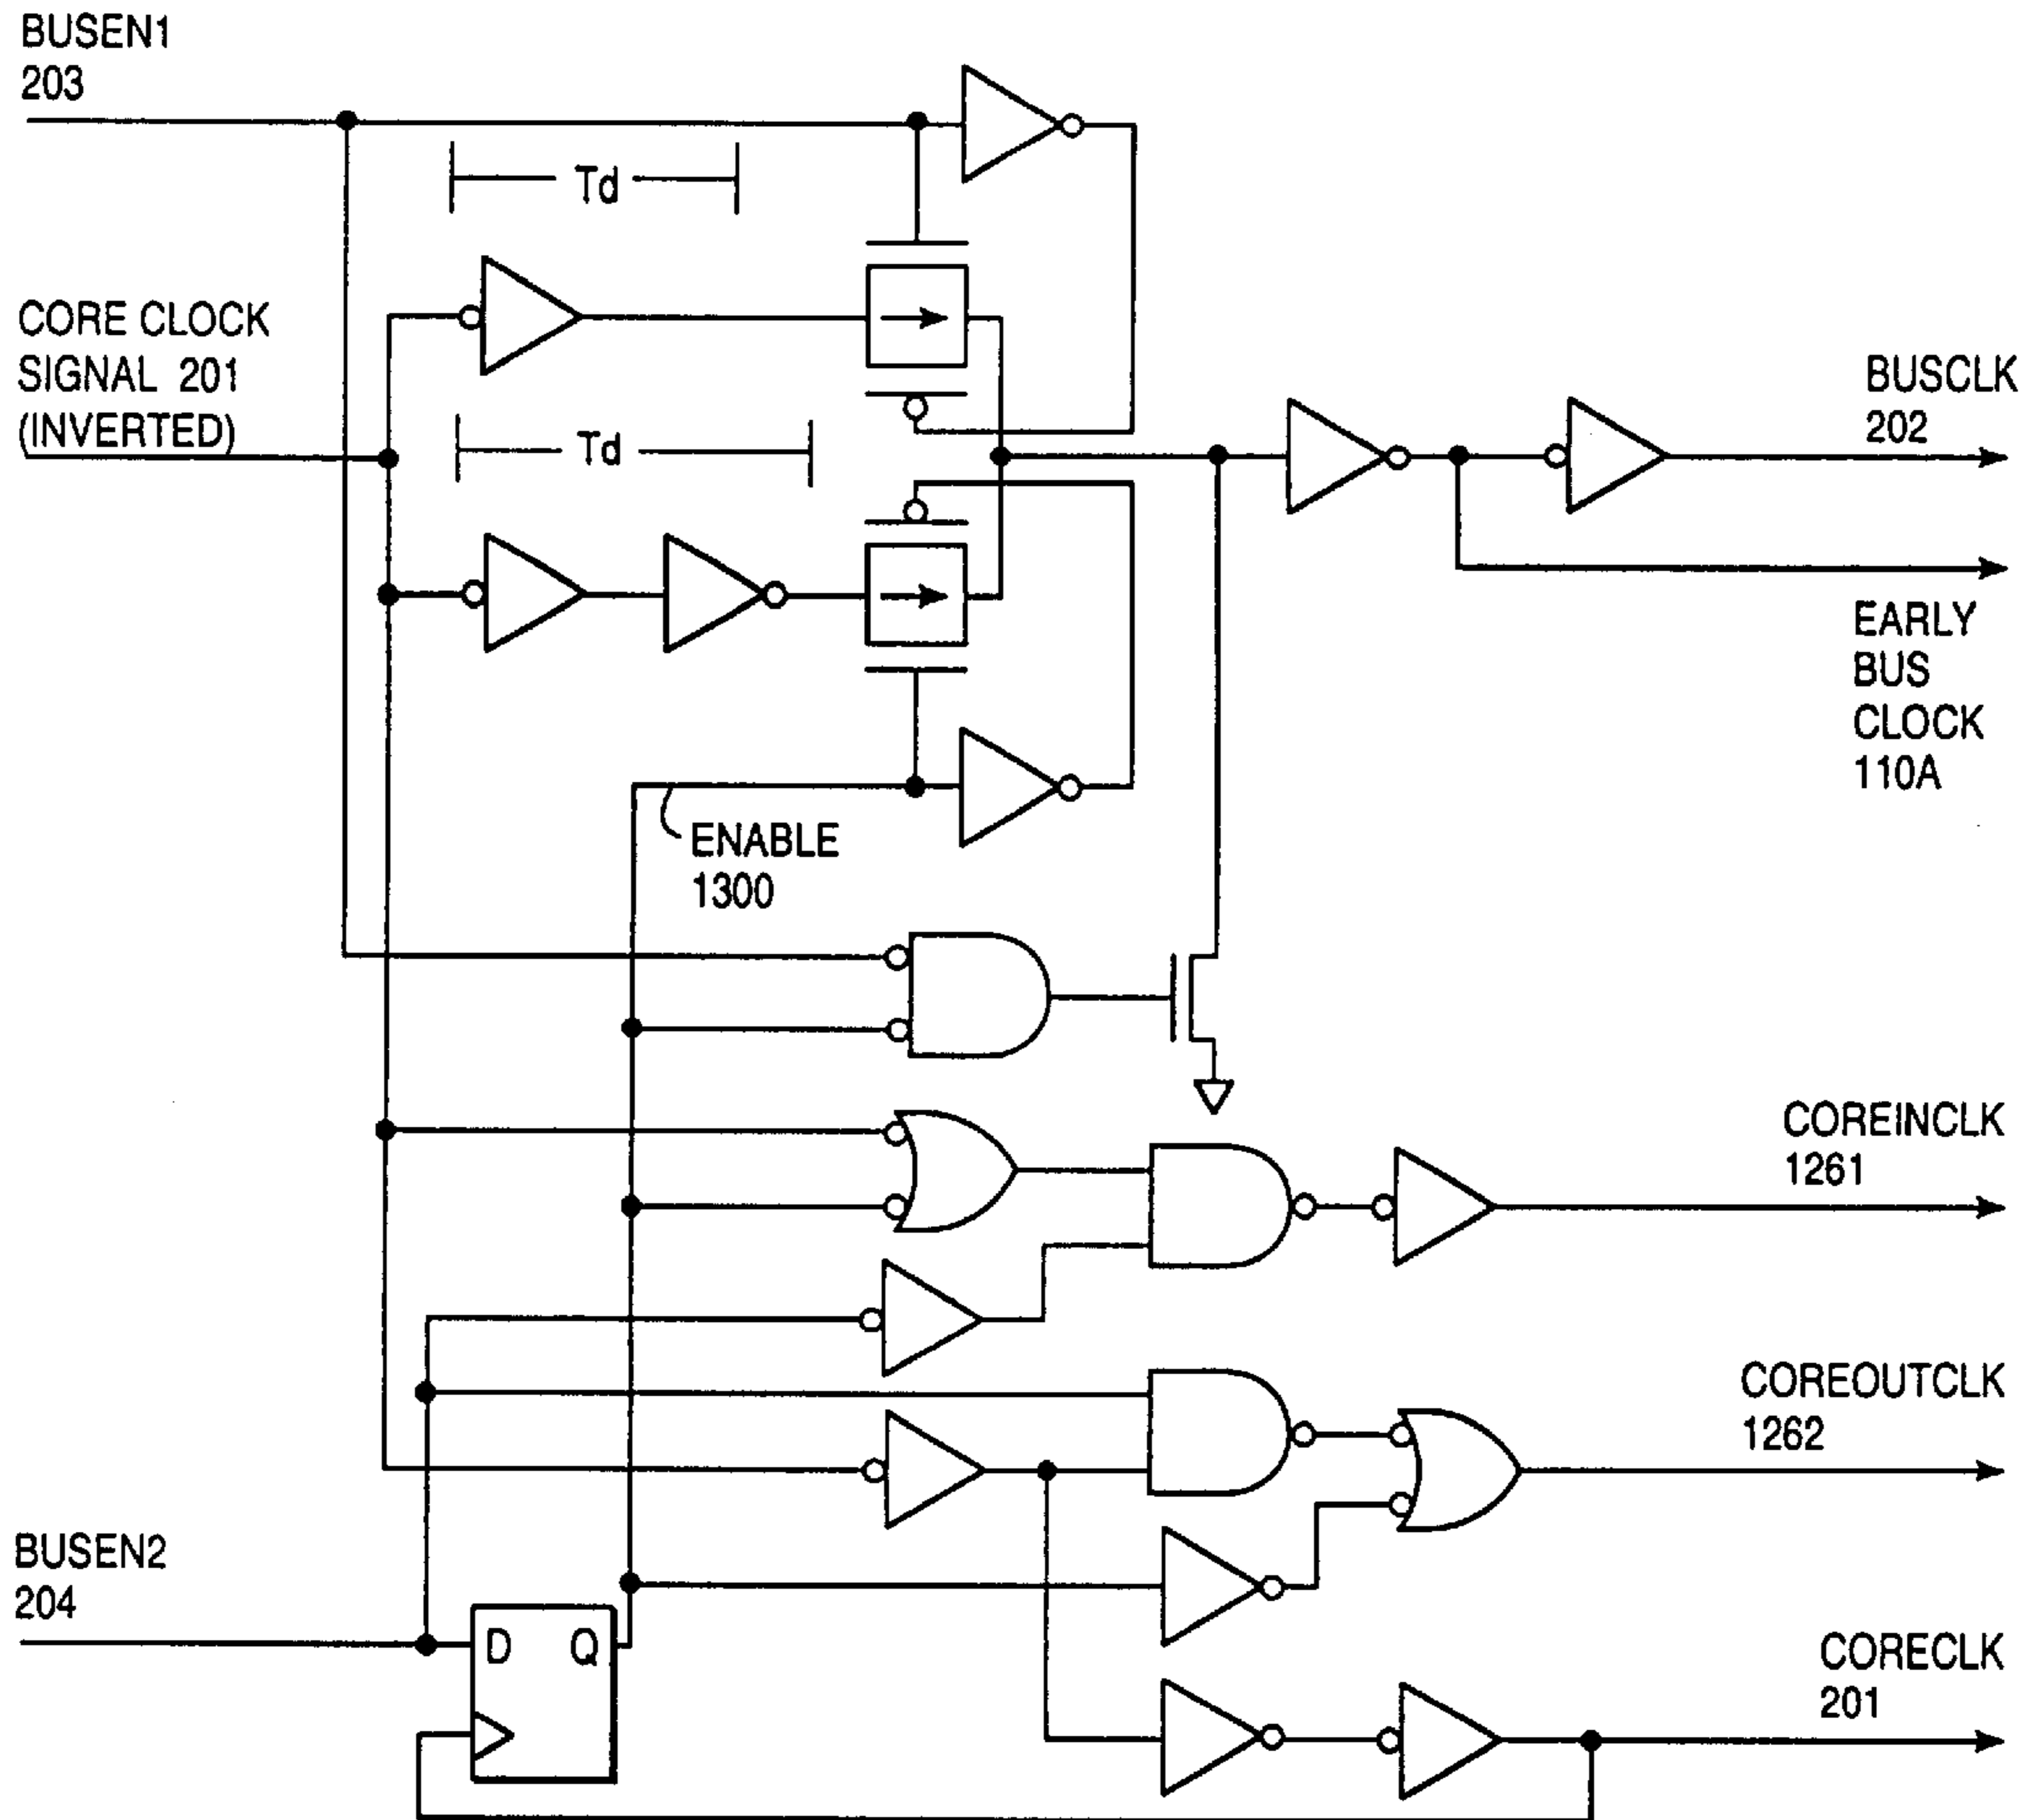 BUSEN1
203
Td
CORE CLOCK
SIGNAL 201
(INVERTED)
Td
BUSCLK
202
EARLY
BUS
CLOCK
110A
ENABLE
1300
COREINCLK
1261
COREOUTCLK
1262
BUSEN2
204
D Q
CORECLK
201